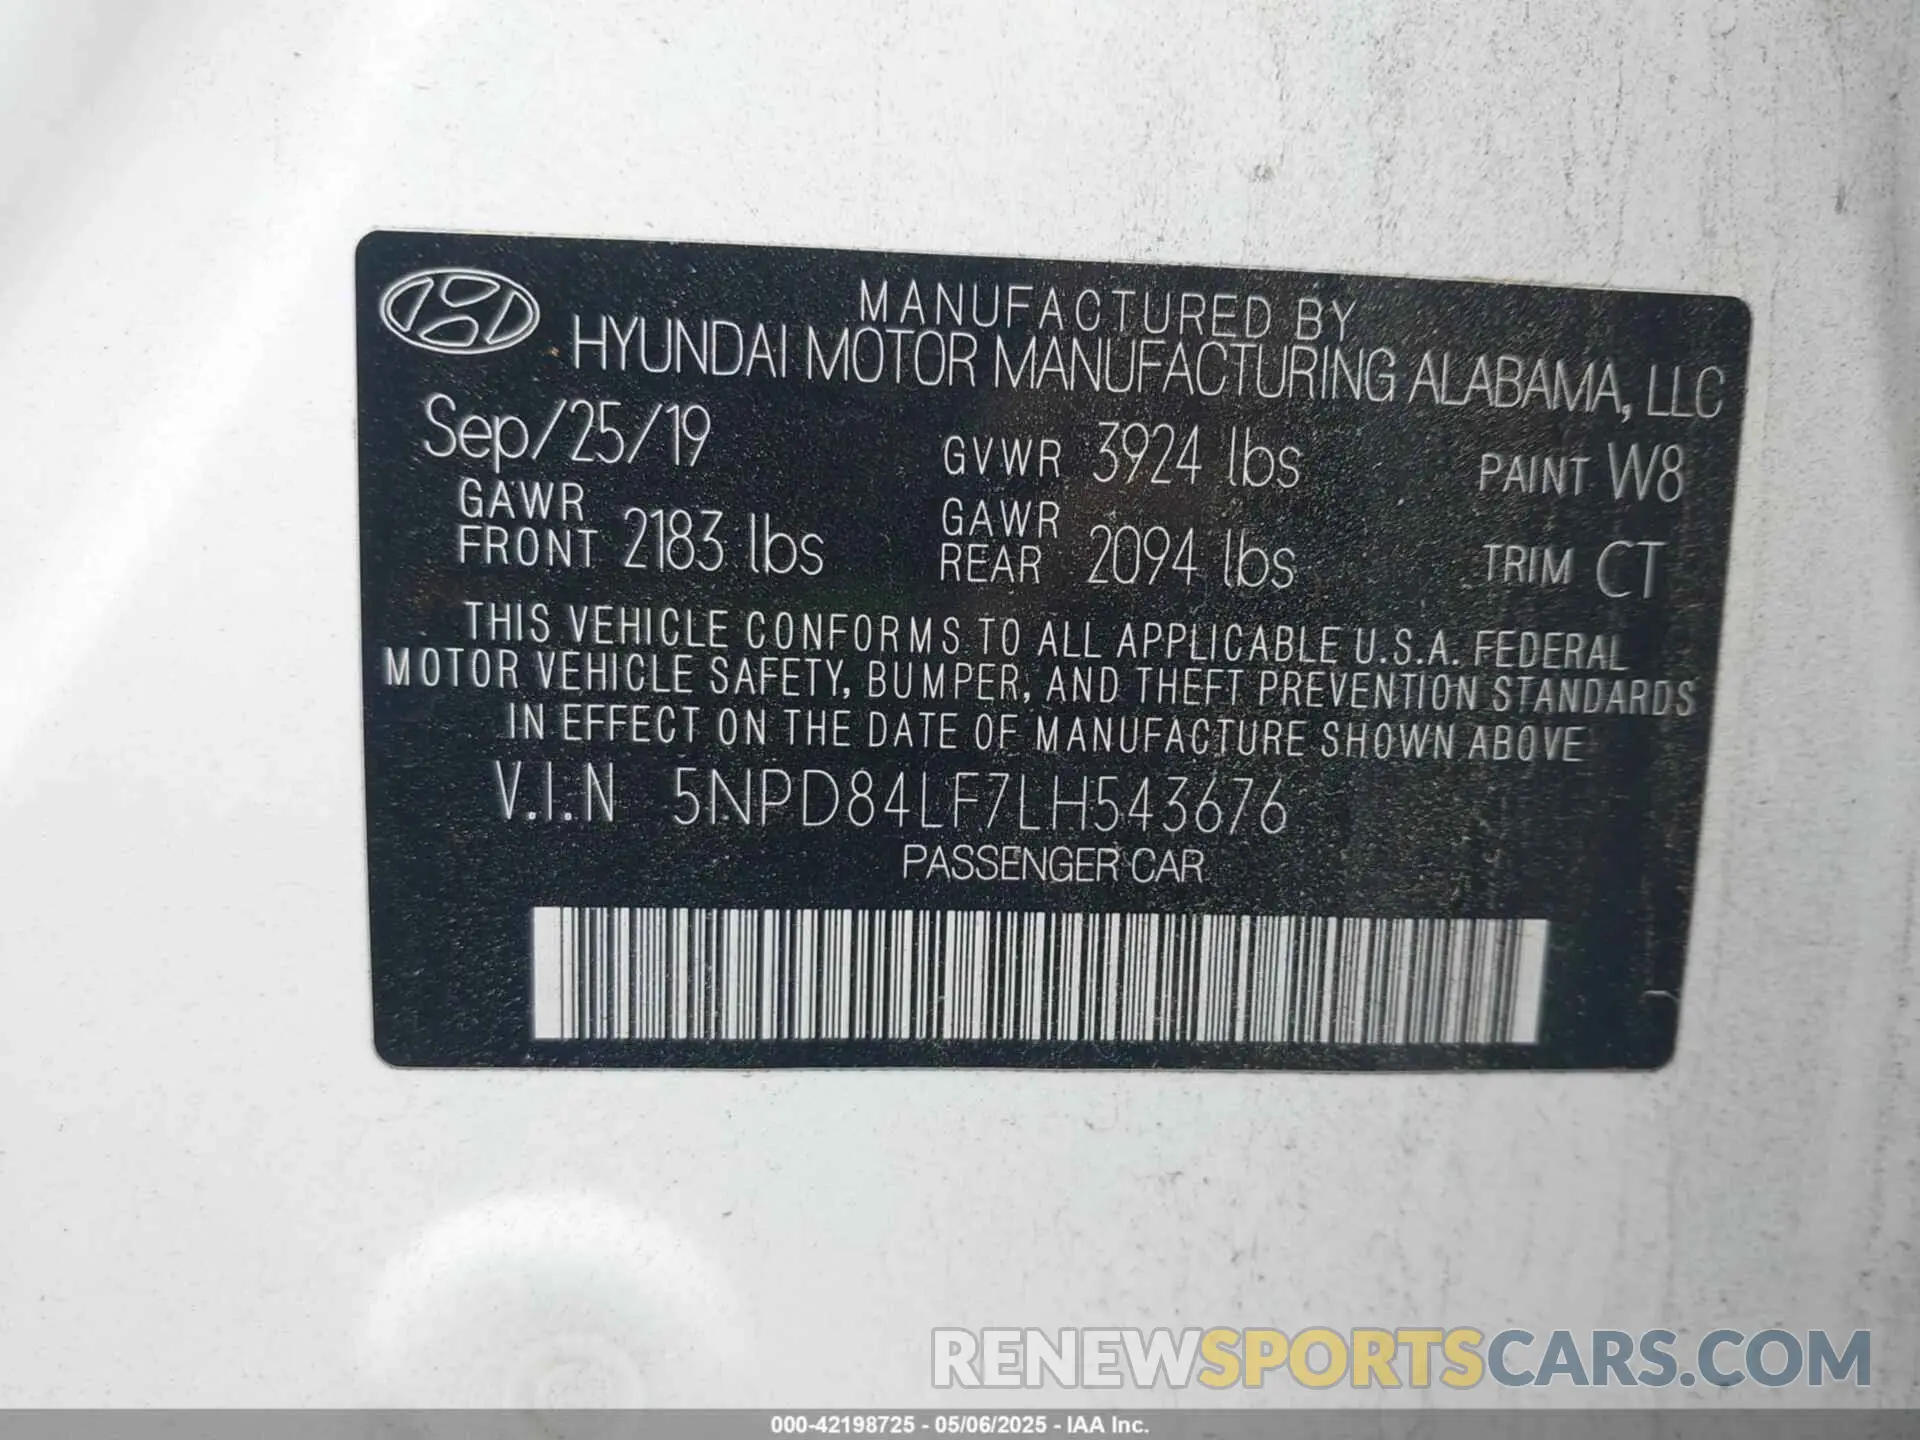 MANUFACTURED BY
HYUNDAI MOTOR MANUFACTURING ALABAMA, LLC
Sep/25/19 GVWR 3924 lbs PAINT W8
GAWR FRONT 2183 lbs GAWR REAR 2094 lbs TRIM CT
THIS VEHICLE CONFORMS TO ALL APPLICABLE U.S.A. FEDERAL
MOTOR VEHICLE SAFETY, BUMPER, AND THEFT PREVENTION STANDARDS
IN EFFECT ON THE DATE OF MANUFACTURE SHOWN ABOVE
V.I.N 5NPD84LF7LH543676
PASSENGER CAR
RENEWSPORTSCARS.COM
000-42198725 - 05/06/2025 - IAA Inc.